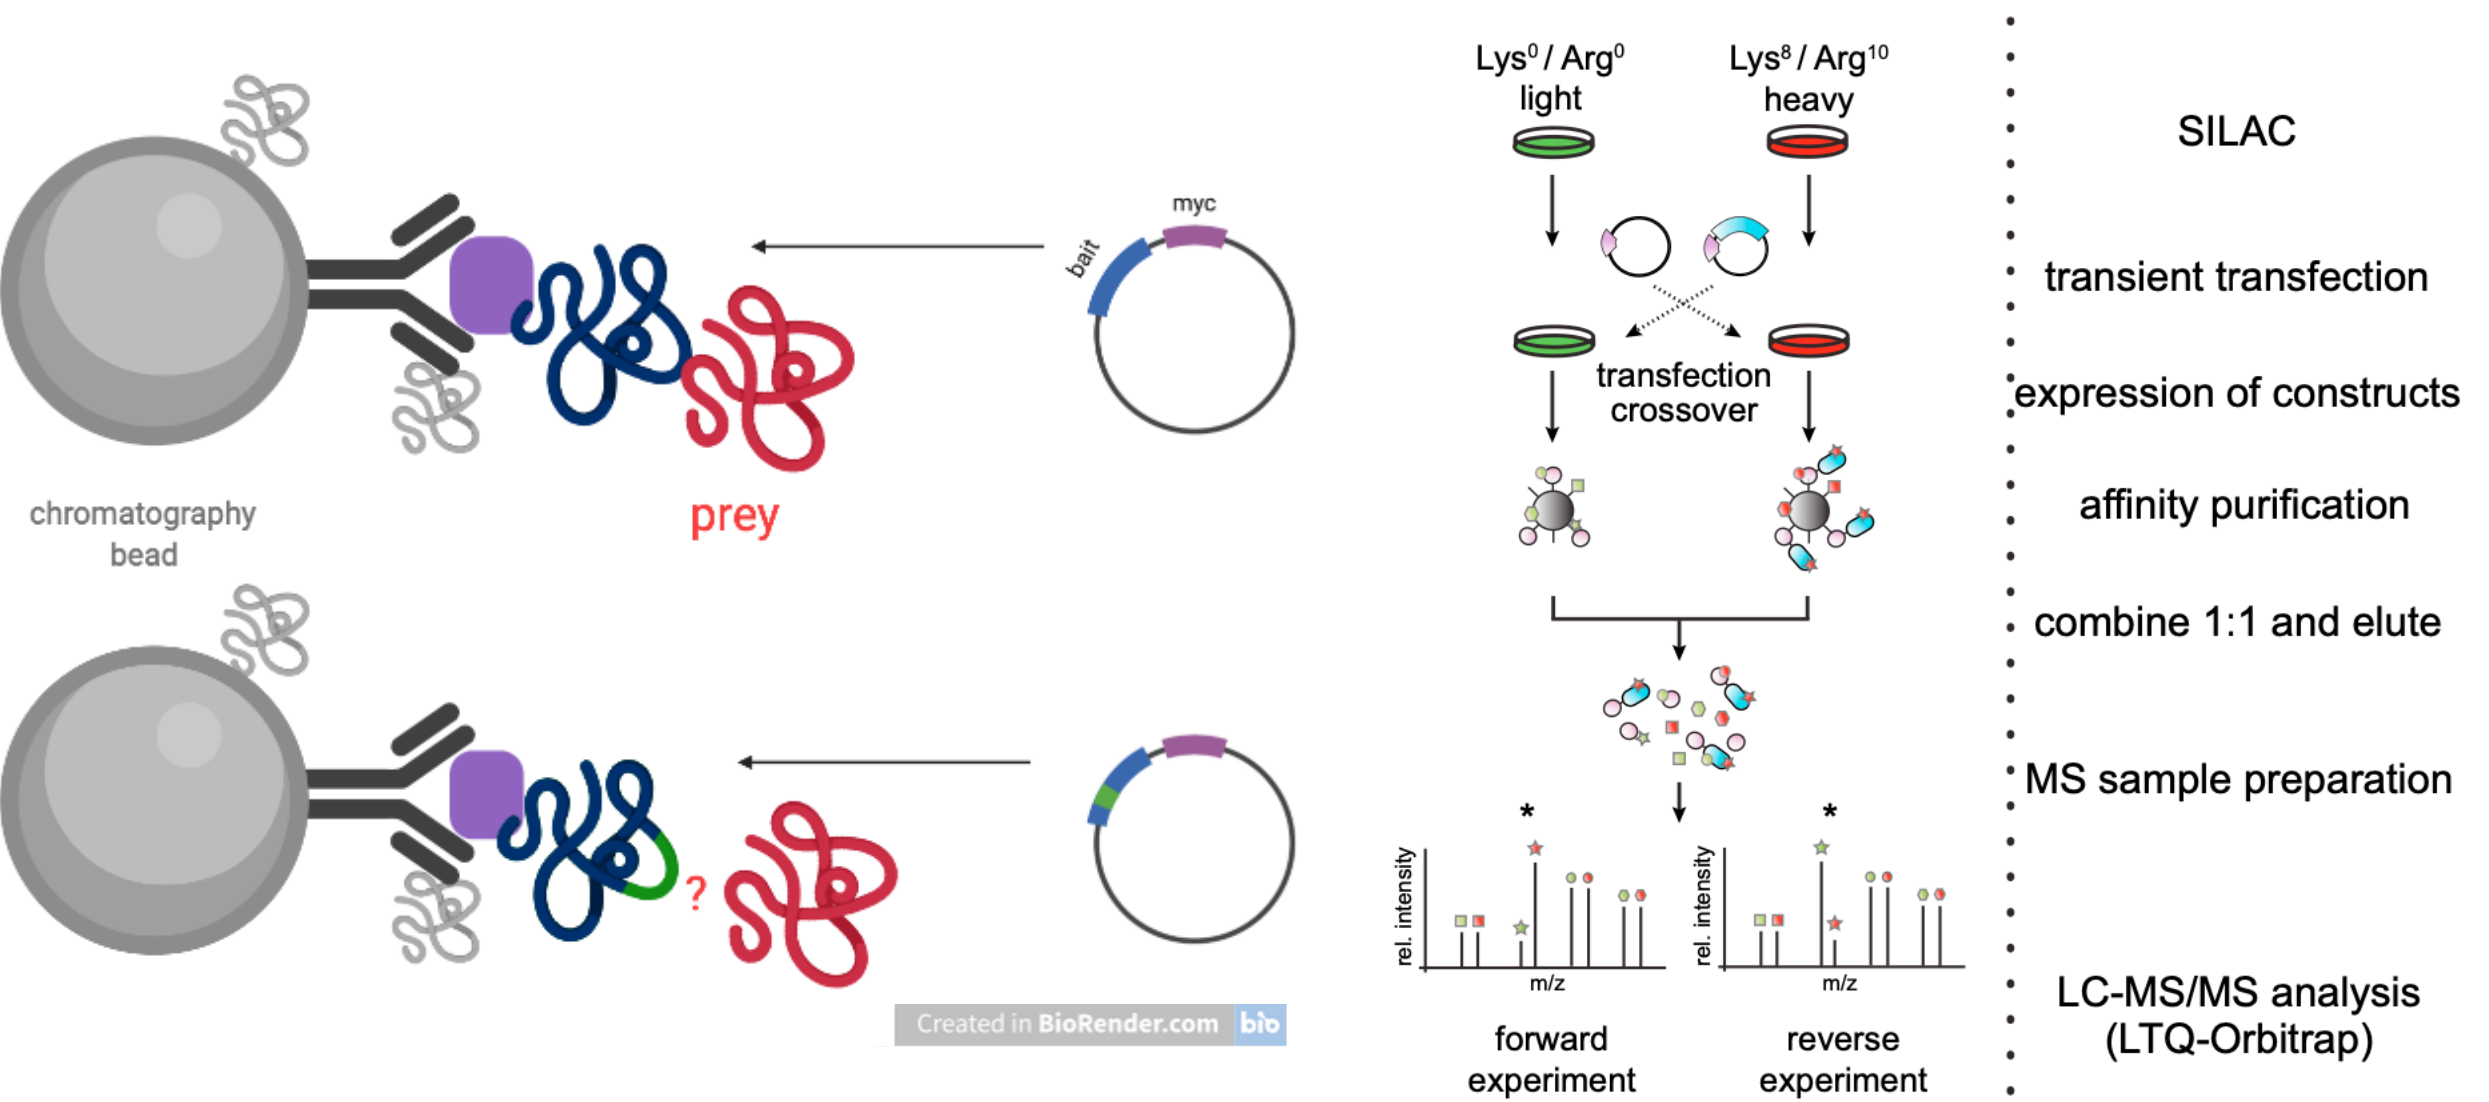 myc
bait
prey
chromatography
bead
?
Created in BioRender.com bio
Lys⁰ / Arg⁰
light
Lys⁸ / Arg¹⁰
heavy
transfection
crossover
*
*
rel. intensity
m/z
rel. intensity
m/z
forward
experiment
reverse
experiment
SILAC
transient transfection
expression of constructs
affinity purification
combine 1:1 and elute
MS sample preparation
LC-MS/MS analysis
(LTQ-Orbitrap)